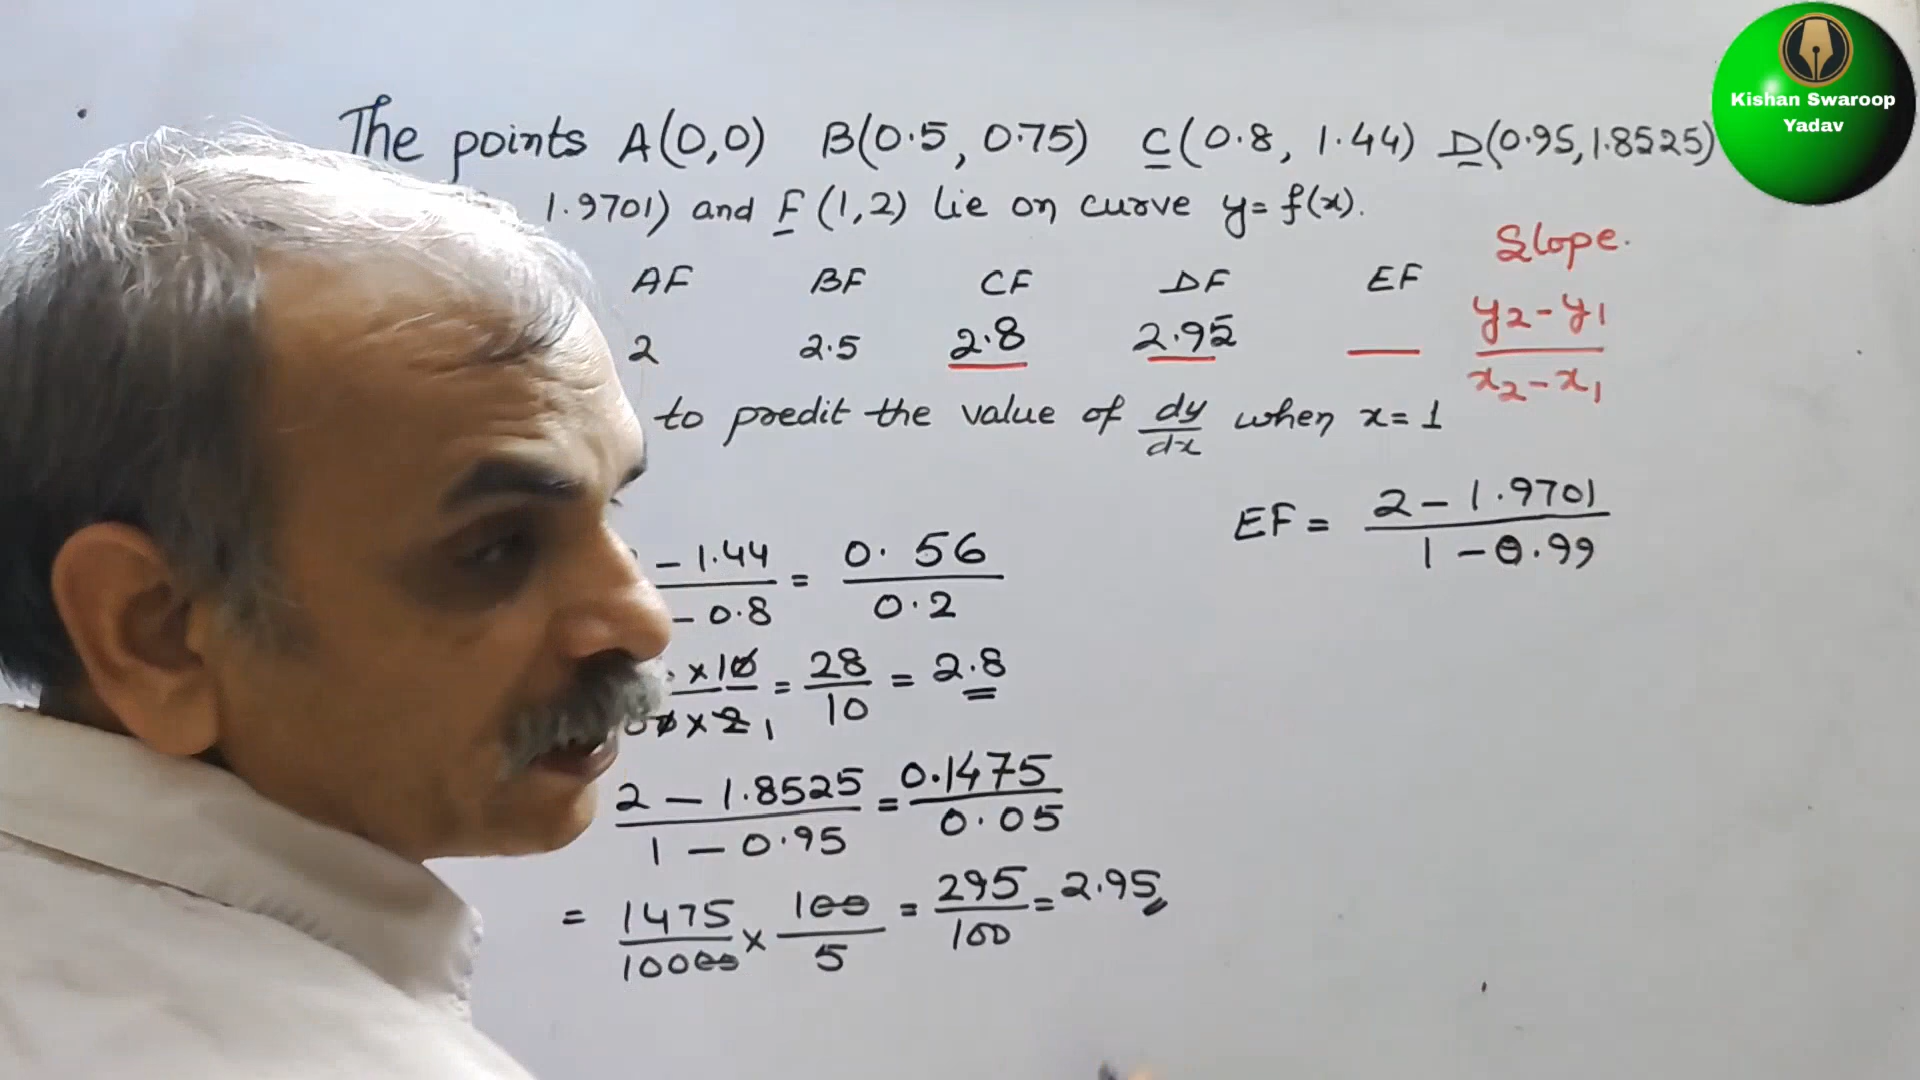 The points A(0,0) B(0.5, 0.75) C(0.8, 1.44) D(0.95, 1.8525)
1.9701) and F (1,2) lie on curve y = f(x).
AF BF CF DF EF
2 2.5 2.8 2.95 __
to predit the value of dy/dx when x = 1
Slope.
y₂ - y₁ / x₂ - x₁
- 1.44 / - 0.8 = 0.56 / 0.2
× 10 / × 2 1 = 28/10 = 2.8
2 - 1.8525 / 1 - 0.95 = 0.1475 / 0.05
= 1475/10000 × 100/5 = 295/100 = 2.95
EF = 2 - 1.9701 / 1 - 0.99
Kishan Swaroop
Yadav